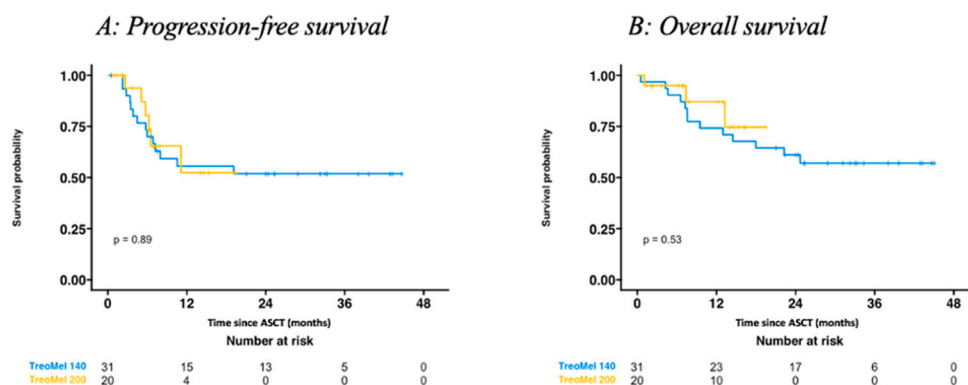 A: Progression-free survival
B: Overall survival
Survival probability
1.00
0.75
0.50
0.25
0.00
p = 0.89
0 12 24 36 48
Time since ASCT (months)
Number at risk
TreoMel 140 31 15 13 5 0
TreoMel 200 20 4 0 0 0
Survival probability
1.00
0.75
0.50
0.25
0.00
p = 0.53
0 12 24 36 48
Time since ASCT (months)
Number at risk
TreoMel 140 31 23 17 6 0
TreoMel 200 20 10 0 0 0